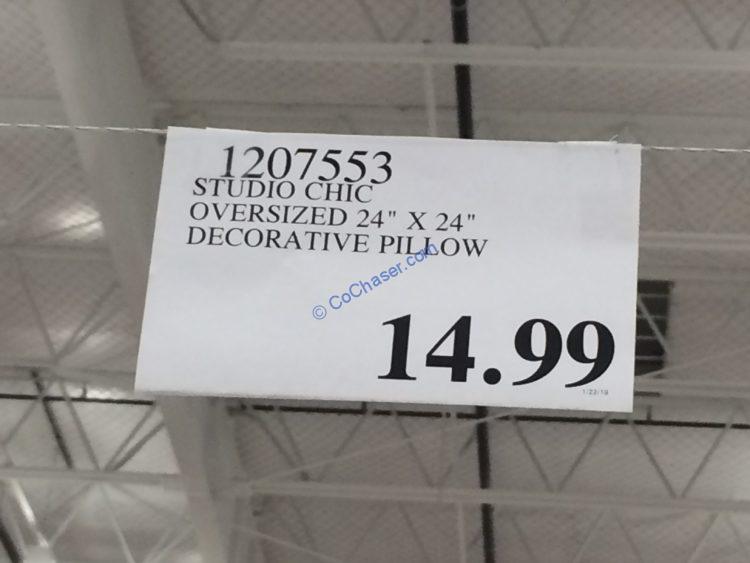 1207553
STUDIO CHIC
OVERSIZED 24" X 24"
DECORATIVE PILLOW
© CoChaser.com
14.99
1/23/19